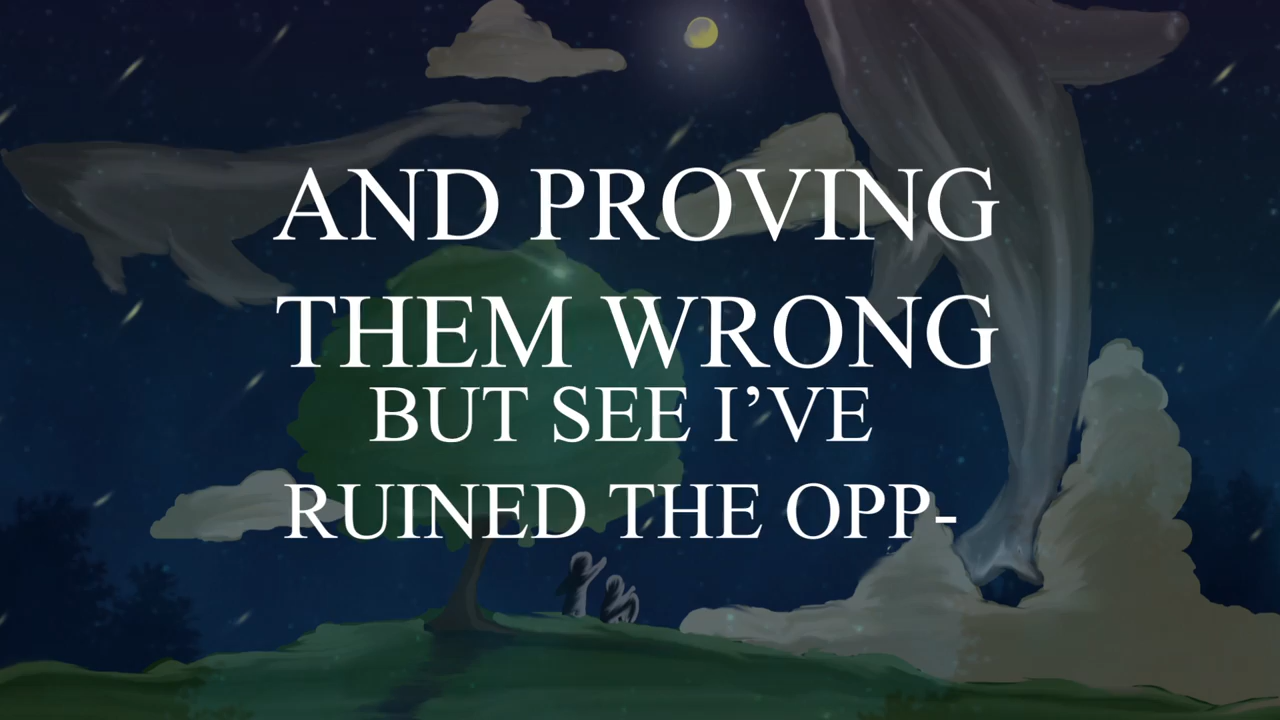 AND PROVING
THEM WRONG
BUT SEE I’VE
RUINED THE OPP-